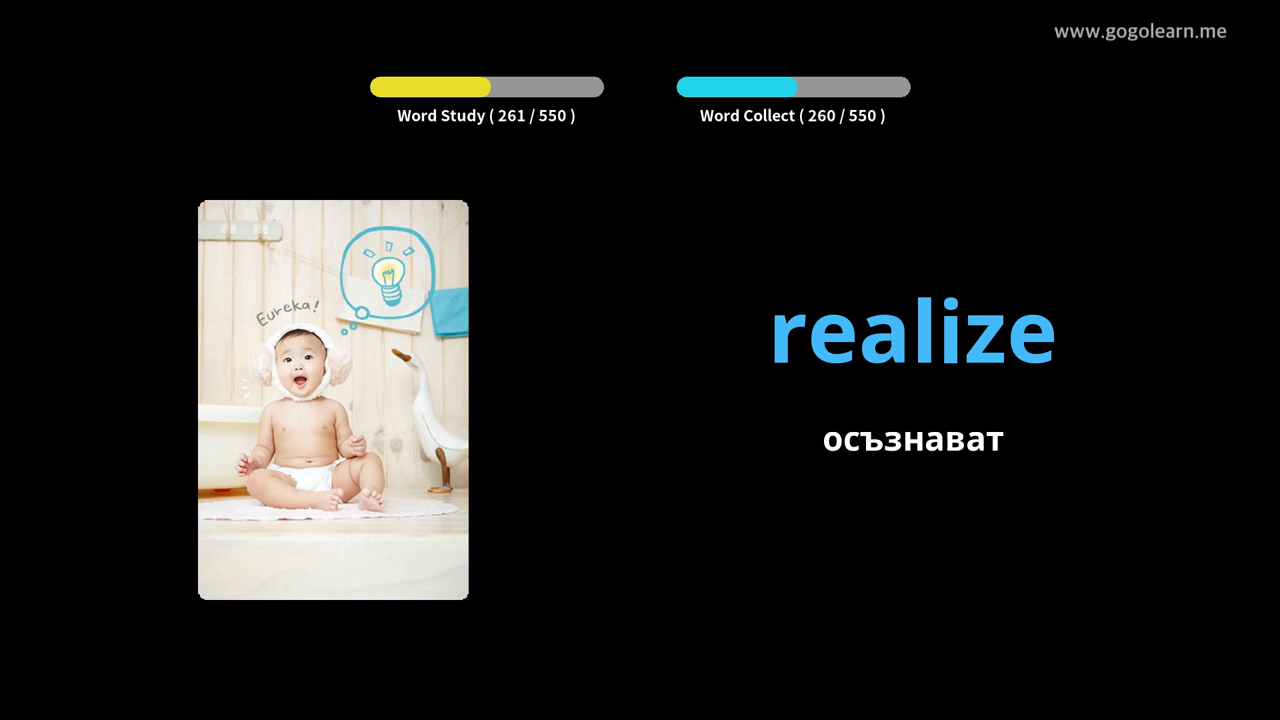 www.gogolearn.me
Word Study ( 261 / 550 )
Word Collect ( 260 / 550 )
Eureka!
realize
осъзнават